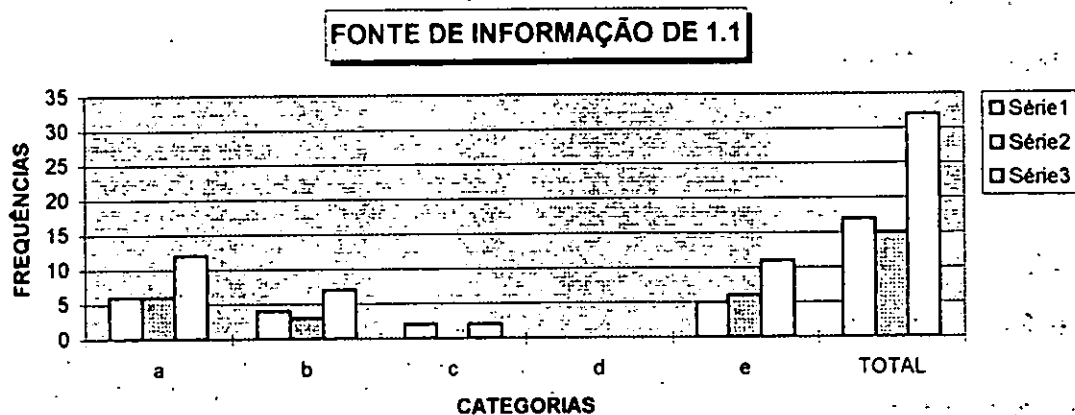 FONTE DE INFORMAÇÃO DE 1.1
35
30
25
20
15
10
5
0
FREQUÊNCIAS
a b c d e TOTAL
CATEGORIAS
Série1
Série2
Série3